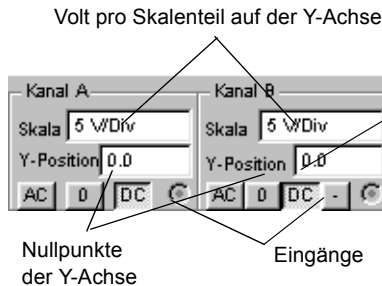 Volt pro Skalenteil auf der Y-Achse
Kanal A
Skala 5 V/Div
Y-Position 0.0
AC 0 DC
Kanal B
Skala 5 V/Div
Y-Position 0.0
AC 0 DC -
Nullpunkte
der Y-Achse
Eingänge